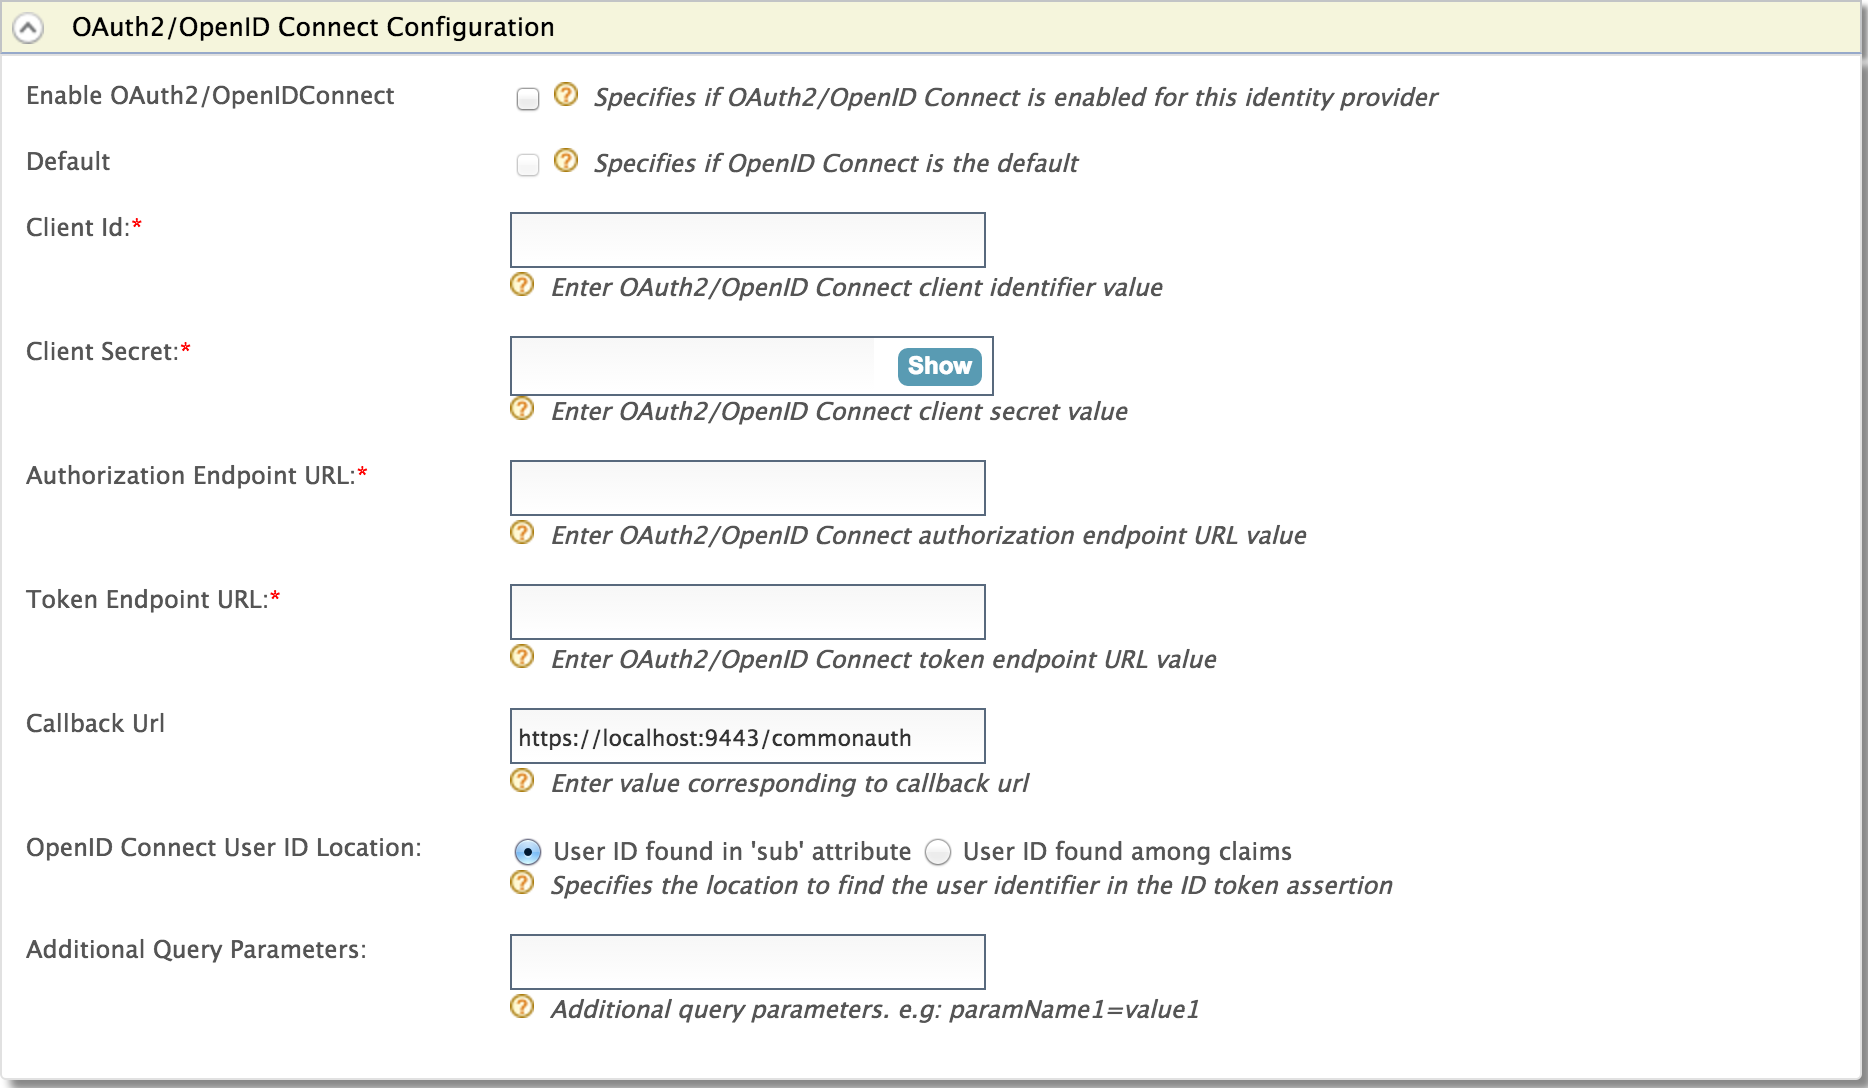 OAuth2/OpenID Connect Configuration
Enable OAuth2/OpenIDConnect
? Specifies if OAuth2/OpenID Connect is enabled for this identity provider
Default
? Specifies if OpenID Connect is the default
Client Id:*
? Enter OAuth2/OpenID Connect client identifier value
Client Secret:*
Show
? Enter OAuth2/OpenID Connect client secret value
Authorization Endpoint URL:*
? Enter OAuth2/OpenID Connect authorization endpoint URL value
Token Endpoint URL:*
? Enter OAuth2/OpenID Connect token endpoint URL value
Callback Url
https://localhost:9443/commonauth
? Enter value corresponding to callback url
OpenID Connect User ID Location:
User ID found in 'sub' attribute User ID found among claims
? Specifies the location to find the user identifier in the ID token assertion
Additional Query Parameters:
? Additional query parameters. e.g: paramName1=value1